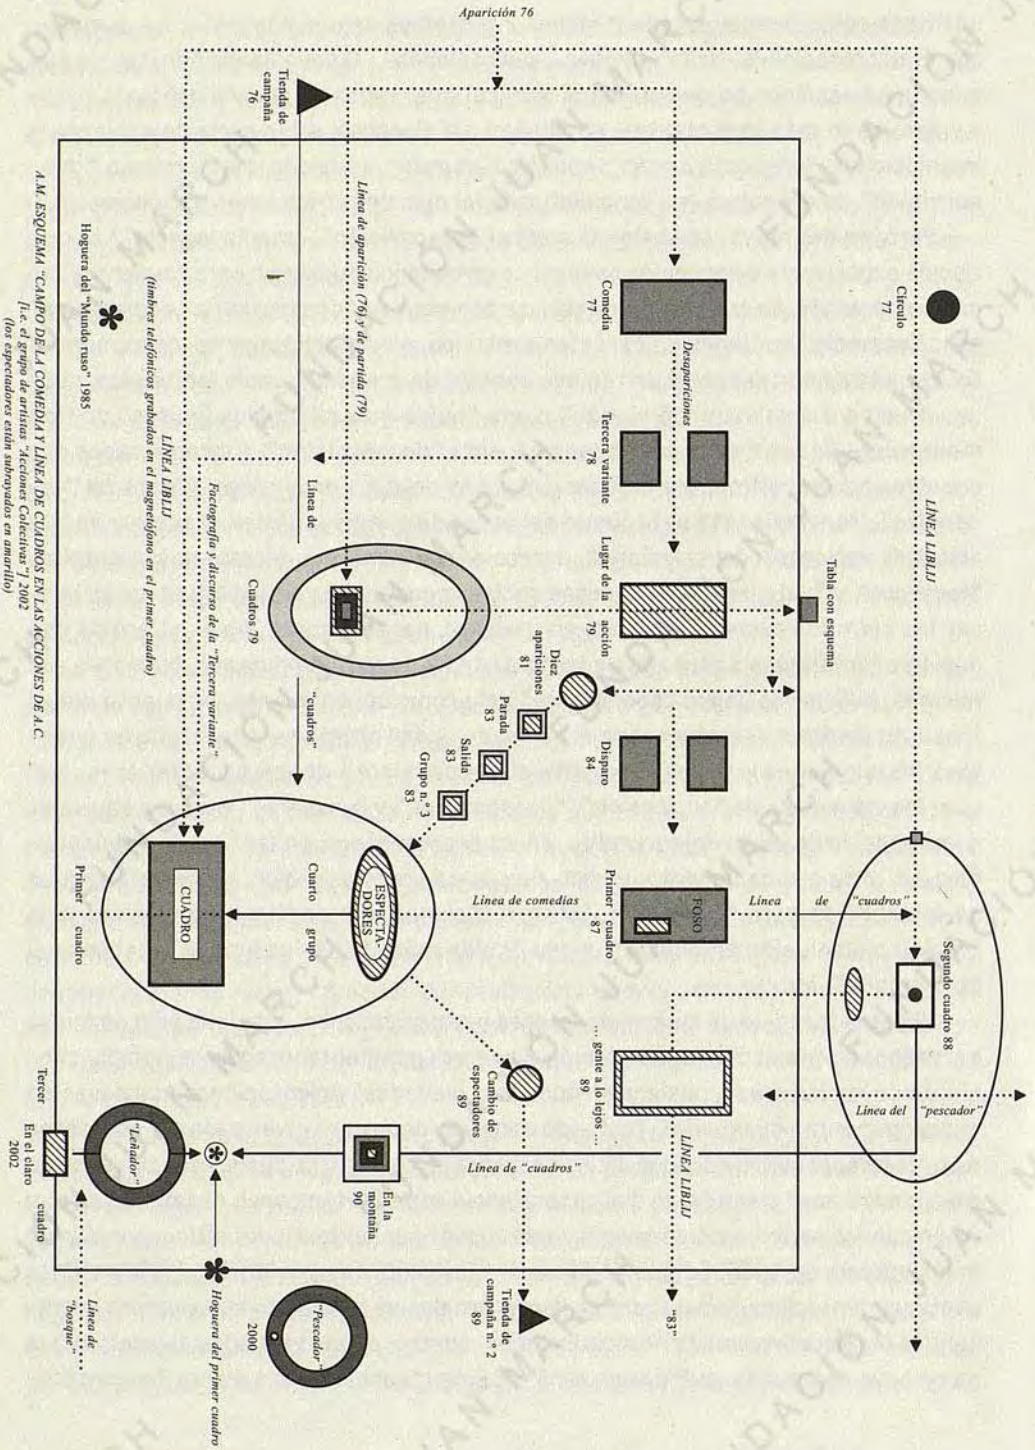 Aparición 76
Tienda de
campaña
76
Círculo
77
LÍNEA LIBLIJ
Línea de aparición (76) y de partida (79)
Comedia
77
Desapariciones
Tercera variante
78
Lugar de la
acción
79
Tabla con esquema
Hoguera del "Mundo ruso" 1985
LÍNEA LIBLIJ
(timbres telefónicos grabados en el magnetófono en el primer cuadro)
Factografía y discurso de la "Tercera variante"
Línea de
"cuadros"
Cuadros 79
Diez
apariciones
81
Parada
83
Salida
83
Grupo n.º 3
83
Disparo
84
CUADRO
ESPECTA-
DORES
Cuarto grupo
Primer cuadro
Línea de comedias
Primer cuadro
87
FOSO
Línea de "cuadros"
Segundo cuadro 88
Línea del "pescador"
... gente a lo lejos ...
89
Cambio de
espectadores
89
LÍNEA LIBLIJ
"83"
Línea de "cuadros"
En la
montaña
90
"Leñador"
En el claro
2002
Tercer cuadro
Línea de
"bosque"
Hoguera del primer cuadro
"Pescador"
2000
Tienda de
campaña n.º 2
89
A.M. ESQUEMA "CAMPO DE LA COMEDIA Y LÍNEA DE CUADROS EN LAS ACCIONES DE A.C.
[i.e. el grupo de artistas "Acciones Colectivas"] 2002
(los espectadores están subrayados en amarillo)
FUNDACION JUAN MARCH